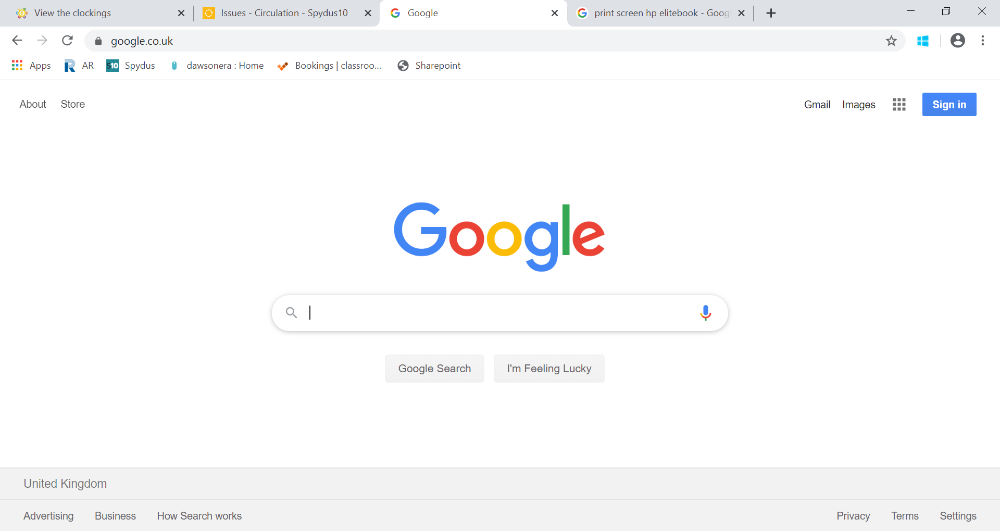 View the clockings
Issues - Circulation - Spydus10
Google
print screen hp elitebook - Goog
google.co.uk
Apps
AR
S10 Spydus
dawsonera : Home
Bookings | classroo...
Sharepoint
About Store
Gmail Images Sign in
Google
Google Search I'm Feeling Lucky
United Kingdom
Advertising Business How Search works
Privacy Terms Settings